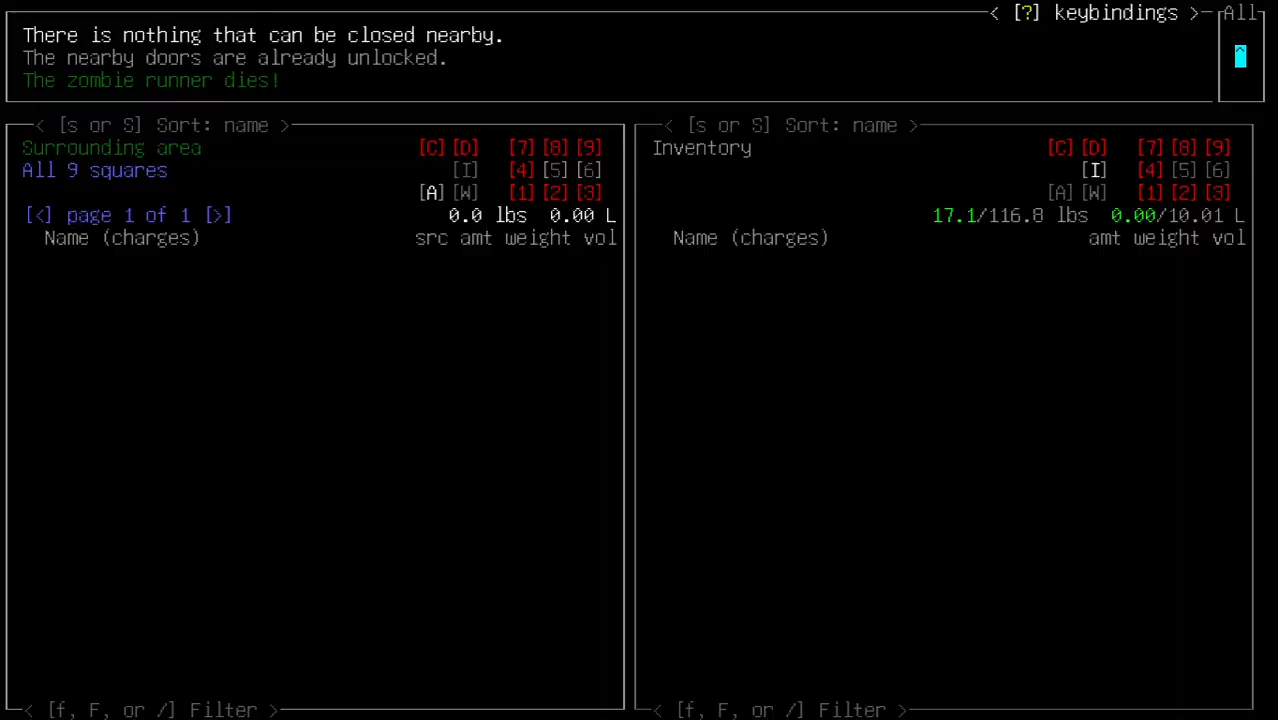 < [?] keybindings >
All
There is nothing that can be closed nearby.
^
The nearby doors are already unlocked.
The zombie runner dies!
< [s or S] Sort: name >
Surrounding area [C] [D] [7] [8] [9]
All 9 squares [I] [4] [5] [6]
[A] [W] [1] [2] [3]
[<] page 1 of 1 [>] 0.0 lbs 0.00 L
Name (charges) src amt weight vol
< [f, F, or /] Filter >
< [s or S] Sort: name >
Inventory [C] [D] [7] [8] [9]
[I] [4] [5] [6]
[A] [W] [1] [2] [3]
17.1/116.8 lbs 0.00/10.01 L
Name (charges) amt weight vol
< [f, F, or /] Filter >